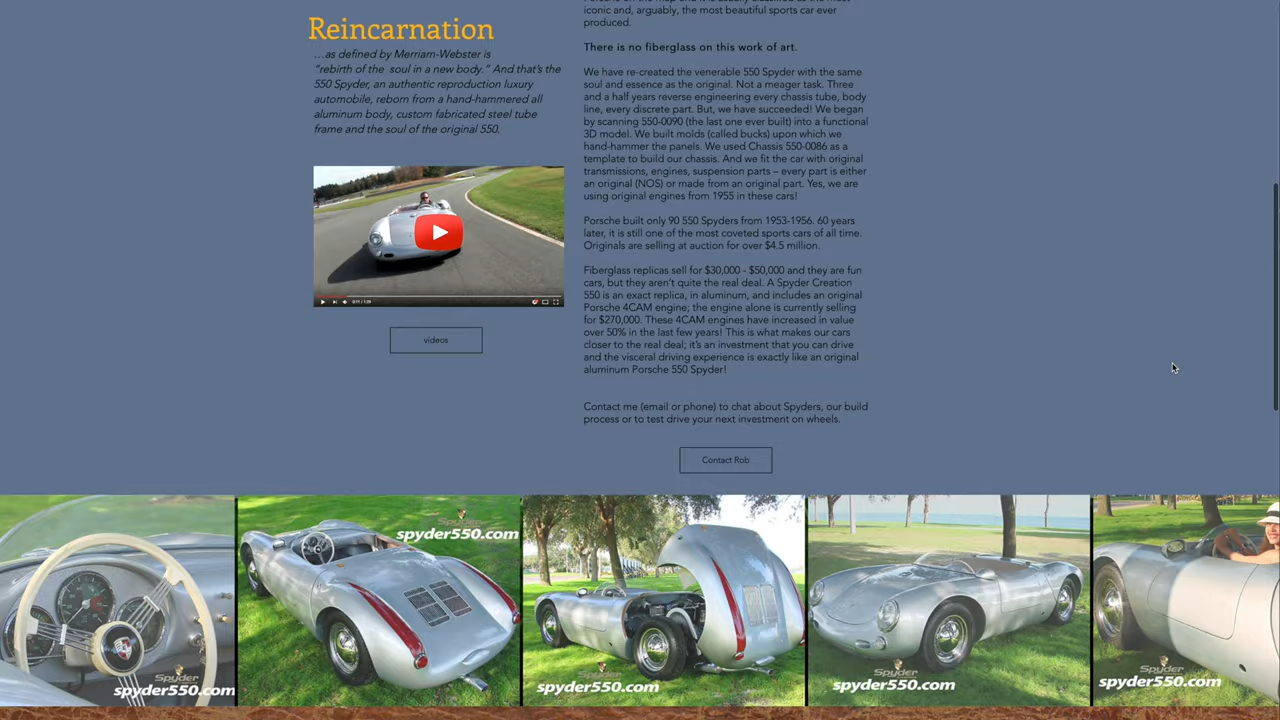 Reincarnation
…as defined by Merriam-Webster is
“rebirth of the soul in a new body.” And that's the
550 Spyder, an authentic reproduction luxury
automobile, reborn from a hand-hammered all
aluminum body, custom fabricated steel tube
frame and the soul of the original 550.
0:11 / 1:29
videos
iconic and, arguably, the most beautiful sports car ever
produced.
There is no fiberglass on this work of art.
We have re-created the venerable 550 Spyder with the same
soul and essence as the original. Not a meager task. Three
and a half years reverse engineering every chassis tube, body
line, every discrete part. But, we have succeeded! We began
by scanning 550-0090 (the last one ever built) into a functional
3D model. We built molds (called bucks) upon which we
hand-hammer the panels. We used Chassis 550-0086 as a
template to build our chassis. And we fit the car with original
transmissions, engines, suspension parts – every part is either
an original (NOS) or made from an original part. Yes, we are
using original engines from 1955 in these cars!
Porsche built only 90 550 Spyders from 1953-1956. 60 years
later, it is still one of the most coveted sports cars of all time.
Originals are selling at auction for over $4.5 million.
Fiberglass replicas sell for $30,000 - $50,000 and they are fun
cars, but they aren't quite the real deal. A Spyder Creation
550 is an exact replica, in aluminum, and includes an original
Porsche 4CAM engine; the engine alone is currently selling
for $270,000. These 4CAM engines have increased in value
over 50% in the last few years! This is what makes our cars
closer to the real deal; it's an investment that you can drive
and the visceral driving experience is exactly like an original
aluminum Porsche 550 Spyder!
Contact me (email or phone) to chat about Spyders, our build
process or to test drive your next investment on wheels.
Contact Rob
Spyder
spyder550.com
spyder550.com
Spyder
spyder550.com
Spyder
spyder550.com
Spyder
spyder550.com